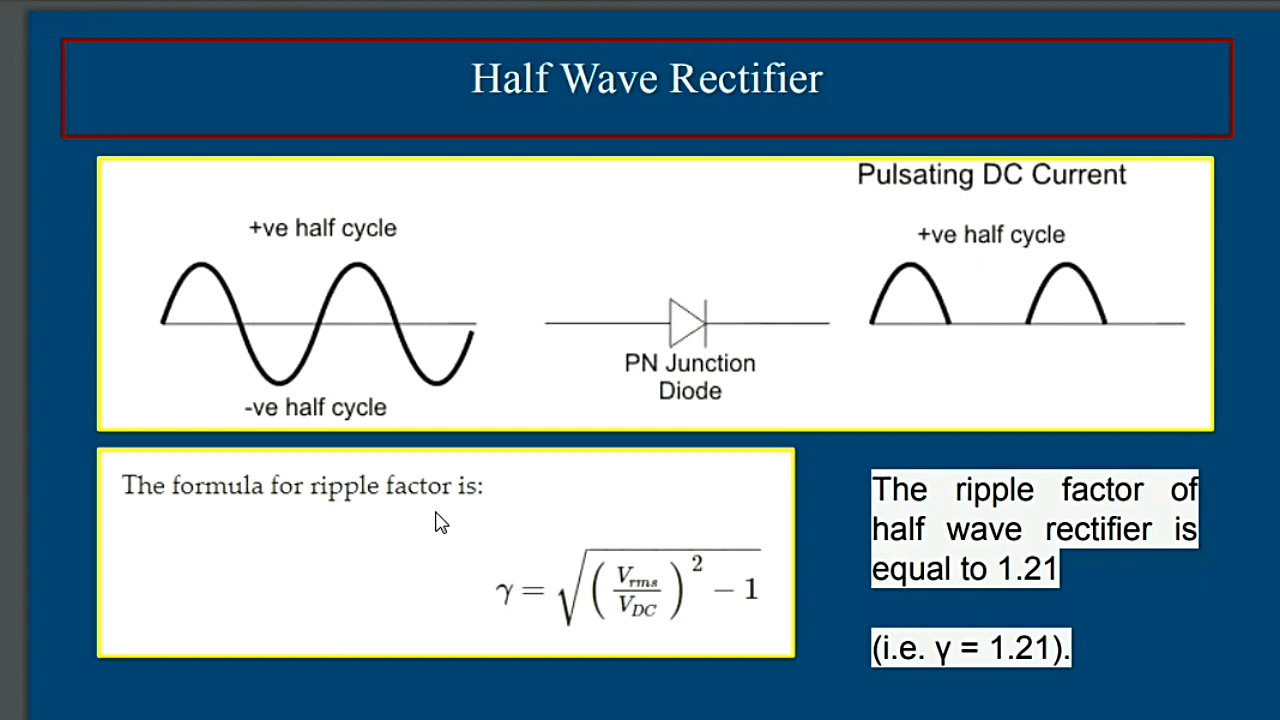 Half Wave Rectifier
Pulsating DC Current
+ve half cycle
+ve half cycle
PN Junction
Diode
-ve half cycle
The formula for ripple factor is:
γ = √((Vrms/VDC)² − 1)
The ripple factor of
half wave rectifier is
equal to 1.21
(i.e. γ = 1.21).